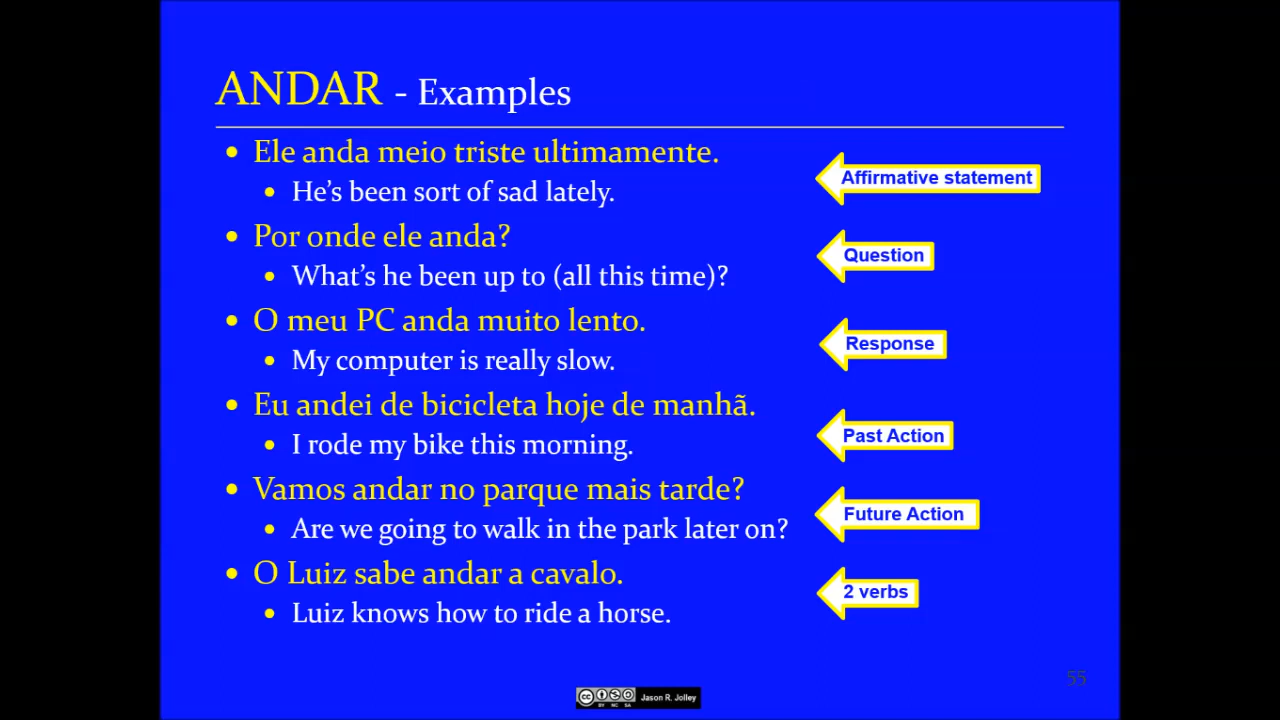 ANDAR - Examples
Ele anda meio triste ultimamente.
He's been sort of sad lately.
Affirmative statement
Por onde ele anda?
What's he been up to (all this time)?
Question
O meu PC anda muito lento.
My computer is really slow.
Response
Eu andei de bicicleta hoje de manhã.
I rode my bike this morning.
Past Action
Vamos andar no parque mais tarde?
Are we going to walk in the park later on?
Future Action
O Luiz sabe andar a cavalo.
Luiz knows how to ride a horse.
2 verbs
55
cc BY NC SA Jason R. Jolley